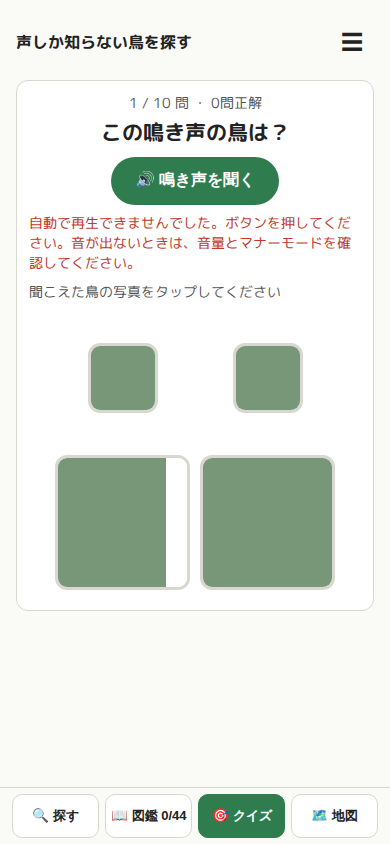 声しか知らない鳥を探す
☰
1 / 10 問 · 0問正解
この鳴き声の鳥は？
🔊 鳴き声を聞く
自動で再生できませんでした。ボタンを押してくだ
さい。音が出ないときは、音量とマナーモードを確
認してください。
聞こえた鳥の写真をタップしてください
🔍 探す
📖 図鑑 0/44
🎯 クイズ
🗺️ 地図